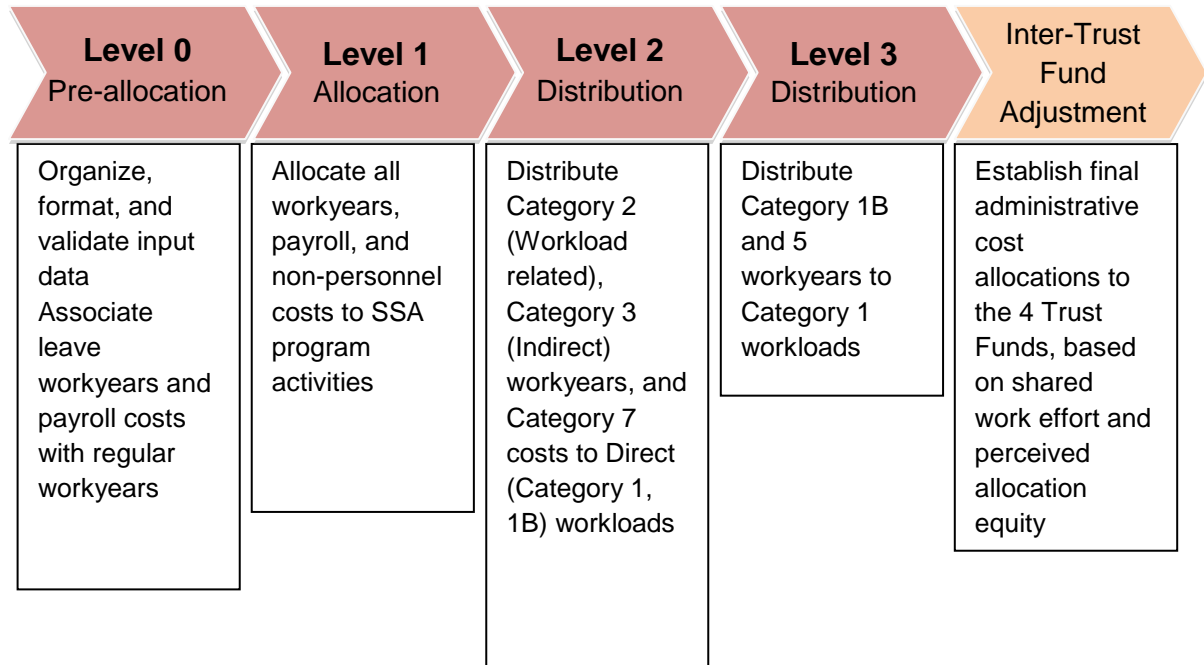 Level 0
Pre-allocation
Level 1
Allocation
Level 2
Distribution
Level 3
Distribution
Inter-Trust
Fund
Adjustment
Organize,
format, and
validate input
data
Associate
leave
workyears and
payroll costs
with regular
workyears
Allocate all
workyears,
payroll, and
non-personnel
costs to SSA
program
activities
Distribute
Category 2
(Workload
related),
Category 3
(Indirect)
workyears, and
Category 7
costs to Direct
(Category 1,
1B) workloads
Distribute
Category 1B
and 5
workyears to
Category 1
workloads
Establish final
administrative
cost
allocations to
the 4 Trust
Funds, based
on shared
work effort and
perceived
allocation
equity